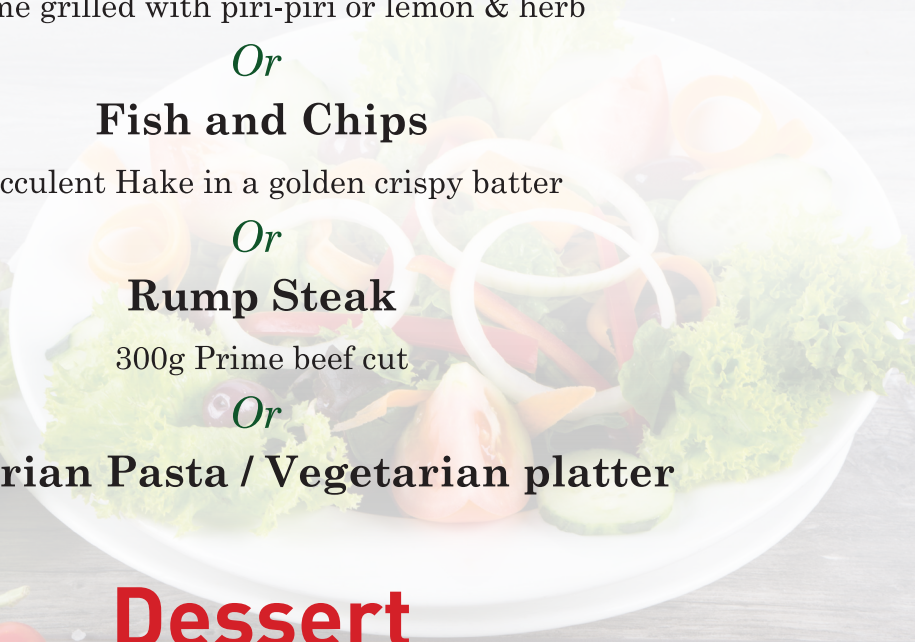 grilled with piri-piri or lemon & herb
Or
Fish and Chips
Hake in a golden crispy batter
Or
Rump Steak
300g Prime beef cut
Or
Pasta / Vegetarian platter
Dessert